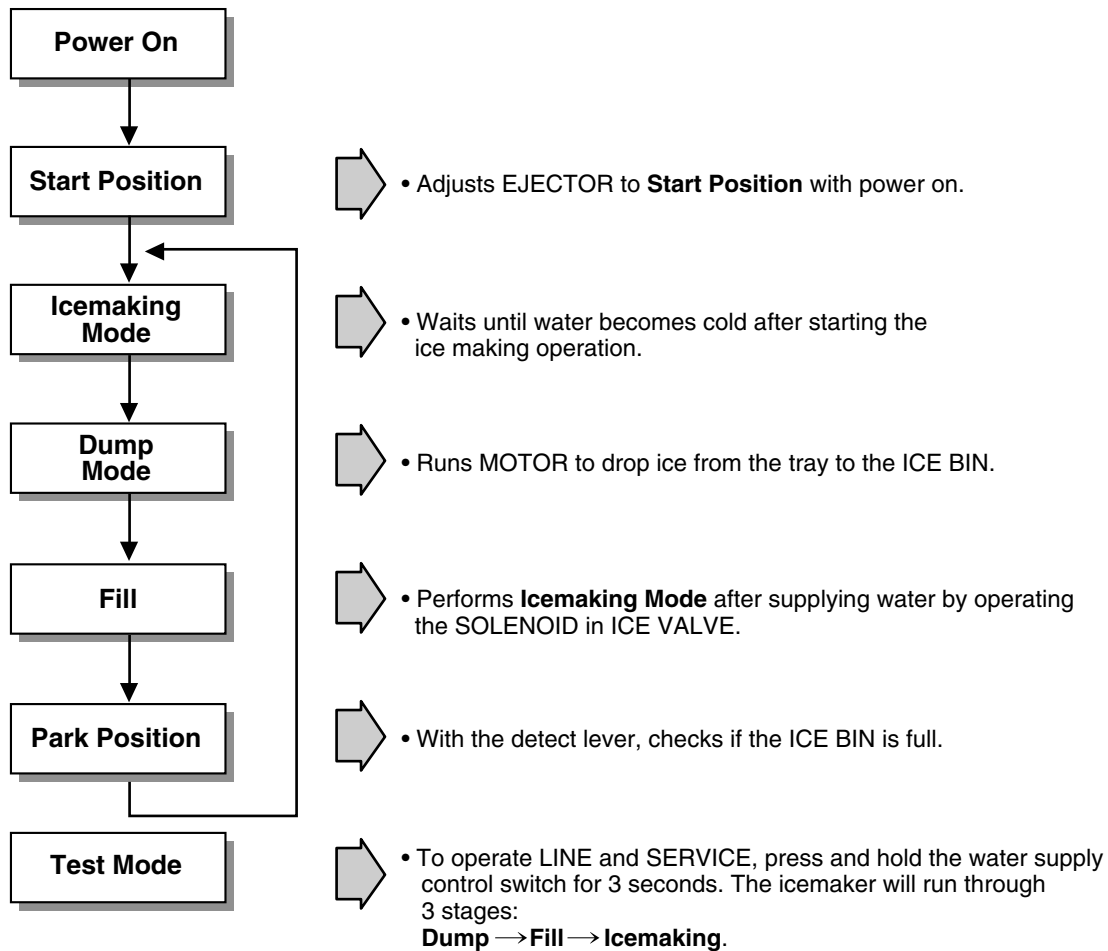 Power On
Start Position
• Adjusts EJECTOR to Start Position with power on.
Icemaking
Mode
• Waits until water becomes cold after starting the
ice making operation.
Dump
Mode
• Runs MOTOR to drop ice from the tray to the ICE BIN.
Fill
• Performs Icemaking Mode after supplying water by operating
the SOLENOID in ICE VALVE.
Park Position
• With the detect lever, checks if the ICE BIN is full.
Test Mode
• To operate LINE and SERVICE, press and hold the water supply
control switch for 3 seconds. The icemaker will run through
3 stages:
Dump → Fill → Icemaking.